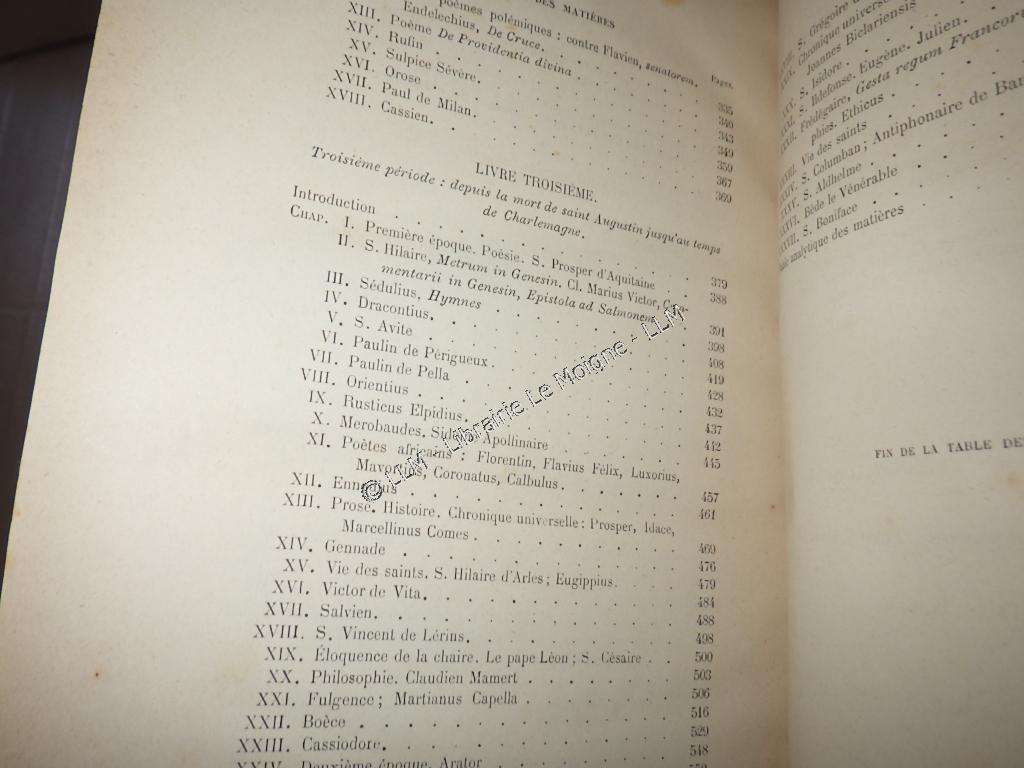 DES MATIÈRES
Pages.
poèmes polémiques : contre Flavien, senatorem.
XIII. Endelechius, De Cruce. 335
XIV. Poème De Providentia divina 340
XV. Rufin 343
XVI. Sulpice Sévère. 349
XVII. Orose 359
XVIII. Paul de Milan. 367
Cassien. 369
LIVRE TROISIÈME.
Troisième période : depuis la mort de saint Augustin jusqu'au temps
de Charlemagne.
Introduction 379
CHAP. I. Première époque. Poésie. S. Prosper d'Aquitaine 388
II. S. Hilaire, Metrum in Genesin. Cl. Marius Victor, Com-
mentarii in Genesin, Epistola ad Salmonem 391
III. Sédulius, Hymnes 398
IV. Dracontius. 408
V. S. Avite 419
VI. Paulin de Périgueux. 428
VII. Paulin de Pella 432
VIII. Orientius 437
IX. Rusticus Elpidius. 442
X. Merobaudes. Sidoine Apollinaire 445
XI. Poètes africains : Florentin, Flavius Félix, Luxorius,
Mavortius, Coronatus, Calbulus. 457
XII. Ennodius 461
XIII. Prose. Histoire. Chronique universelle : Prosper, Idace,
Marcellinus Comes. 469
XIV. Gennade 476
XV. Vie des saints. S. Hilaire d'Arles ; Eugippius. 479
XVI. Victor de Vita. 484
XVII. Salvien. 488
XVIII. S. Vincent de Lérins. 498
XIX. Éloquence de la chaire. Le pape Léon ; S. Césaire 500
XX. Philosophie. Claudien Mamert 503
XXI. Fulgence ; Martianus Capella 506
XXII. Boèce 516
XXIII. Cassiodore. 529
XXIV. Deuxième époque. Arator 548
© LLM - Librairie Le Moigne - LLM
S. Grégoire
Chronique univers
Joannes Biclariensis
S. Isidore.
S. Ildefonse. Eugène. Julien.
Frédégaire, Gesta regum Francoru
phies. Ethicus
Vie des saints
S. Columban ; Antiphonaire de Ban
S. Aldhelme
Bède le Vénérable
S. Boniface
analytique des matières
FIN DE LA TABLE DES